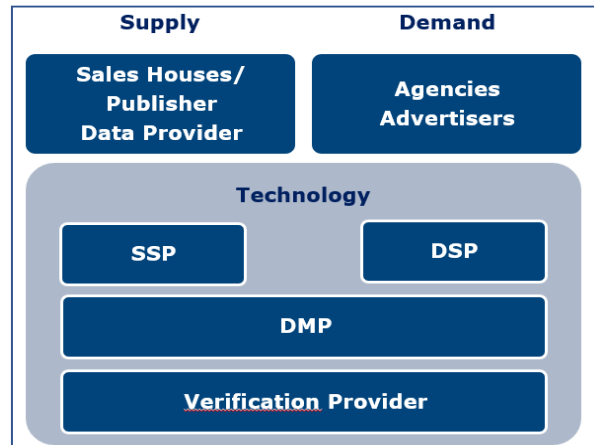 Supply
Demand
Sales Houses/
Publisher
Data Provider
Agencies
Advertisers
Technology
SSP
DSP
DMP
Verification Provider